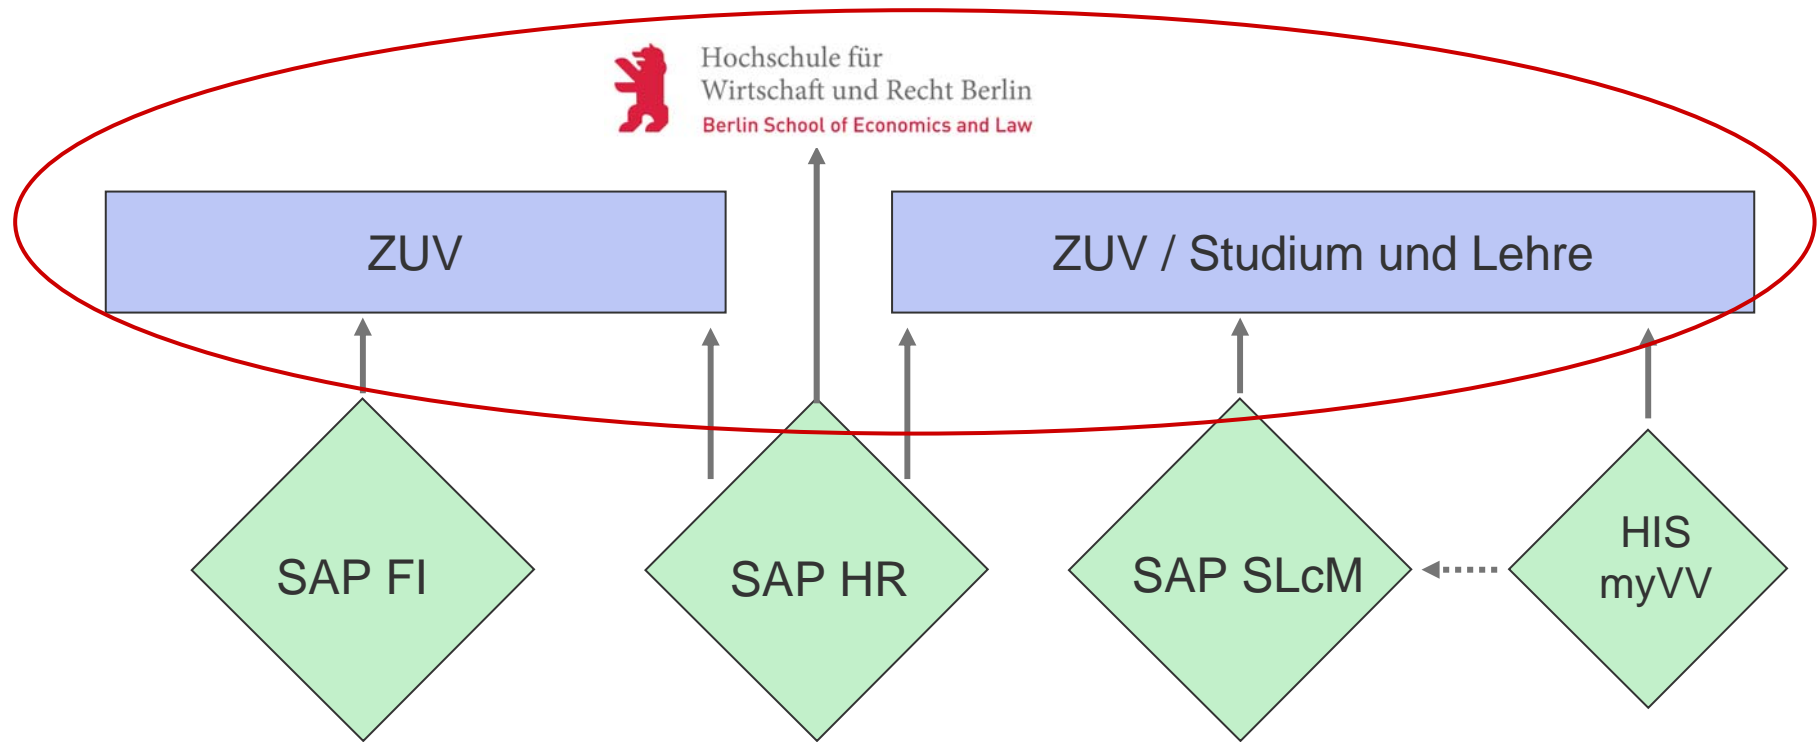 Hochschule für
Wirtschaft und Recht Berlin
Berlin School of Economics and Law
ZUV
ZUV / Studium und Lehre
SAP FI
SAP HR
SAP SLcM
HIS
myVV